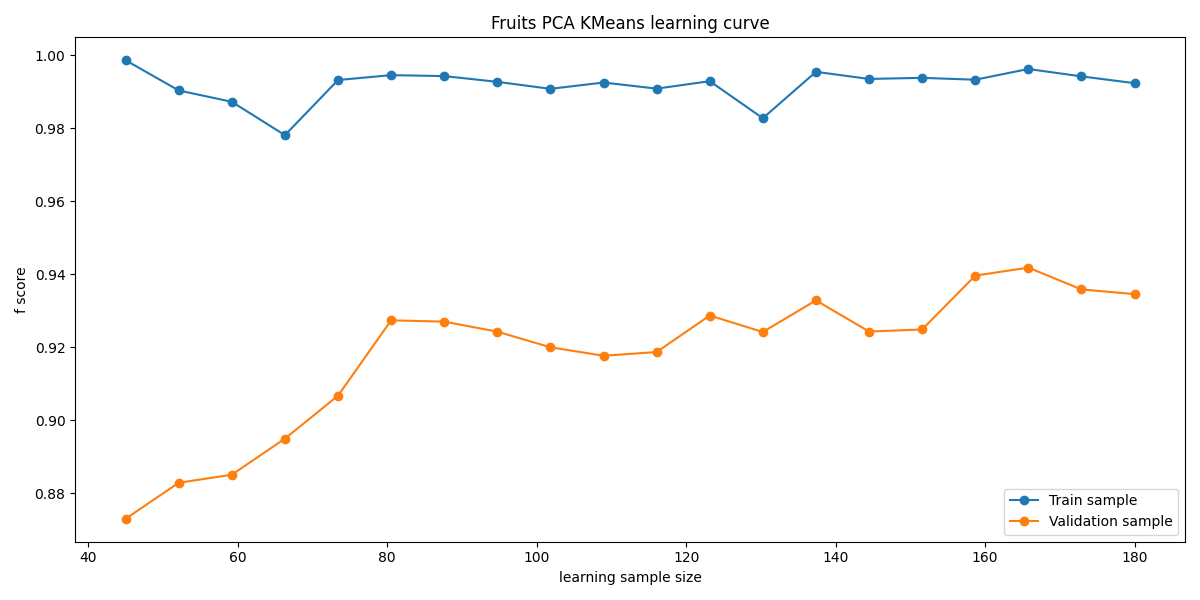 Fruits PCA KMeans learning curve
1.00
0.98
0.96
0.94
0.92
0.90
0.88
f score
Train sample
Validation sample
40 60 80 100 120 140 160 180
learning sample size